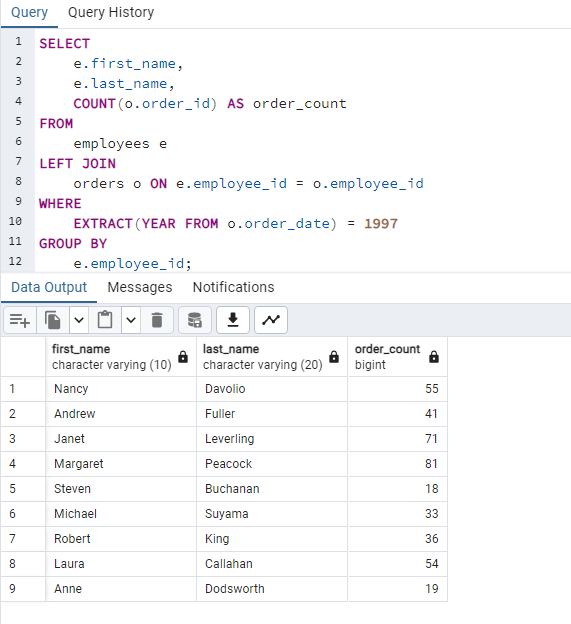 Query Query History
1 SELECT
2 e.first_name,
3 e.last_name,
4 COUNT(o.order_id) AS order_count
5 FROM
6 employees e
7 LEFT JOIN
8 orders o ON e.employee_id = o.employee_id
9 WHERE
10 EXTRACT(YEAR FROM o.order_date) = 1997
11 GROUP BY
12 e.employee_id;
Data Output Messages Notifications
first_name last_name order_count
character varying (10) character varying (20) bigint
1 Nancy Davolio 55
2 Andrew Fuller 41
3 Janet Leverling 71
4 Margaret Peacock 81
5 Steven Buchanan 18
6 Michael Suyama 33
7 Robert King 36
8 Laura Callahan 54
9 Anne Dodsworth 19